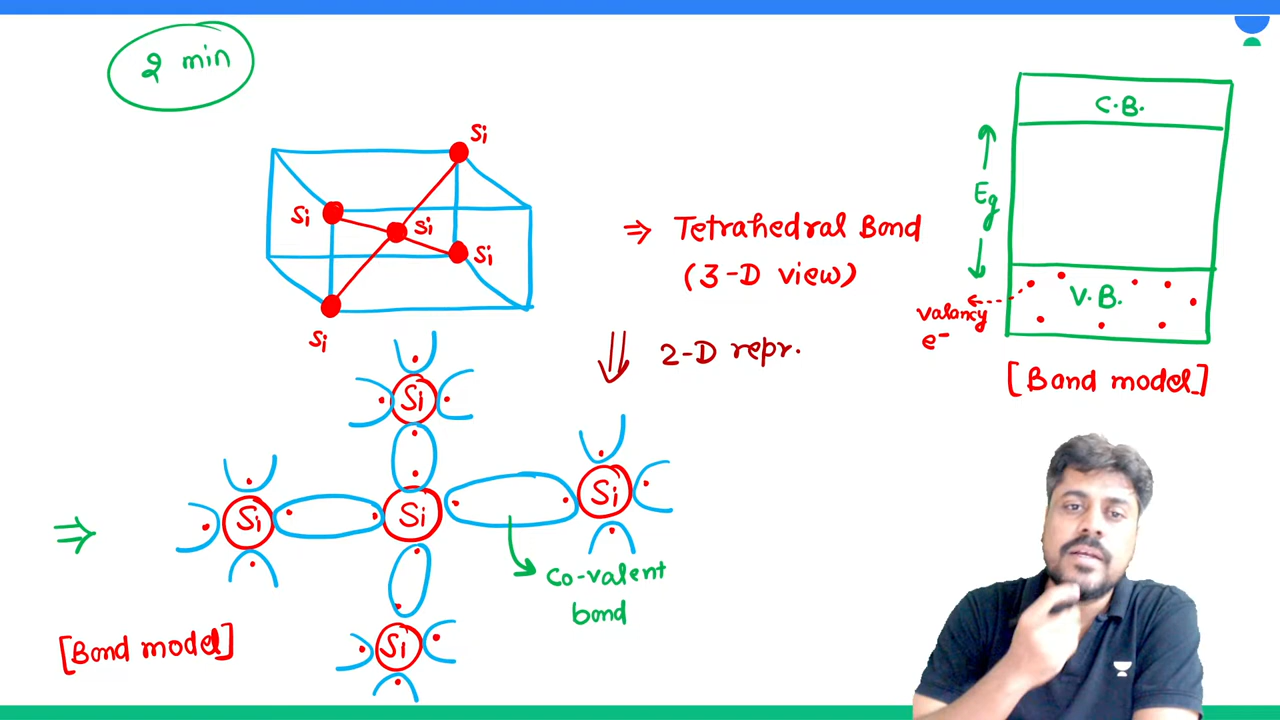 2 min
Si
Si
Si
Si
Si
⇒ Tetrahedral Bond
(3-D view)
2-D repr.
C.B.
Eg
V.B.
Valancy
e⁻
[Band model]
Si
Si
Si
Si
Si
⇒
Co-valent
bond
[Bond model]